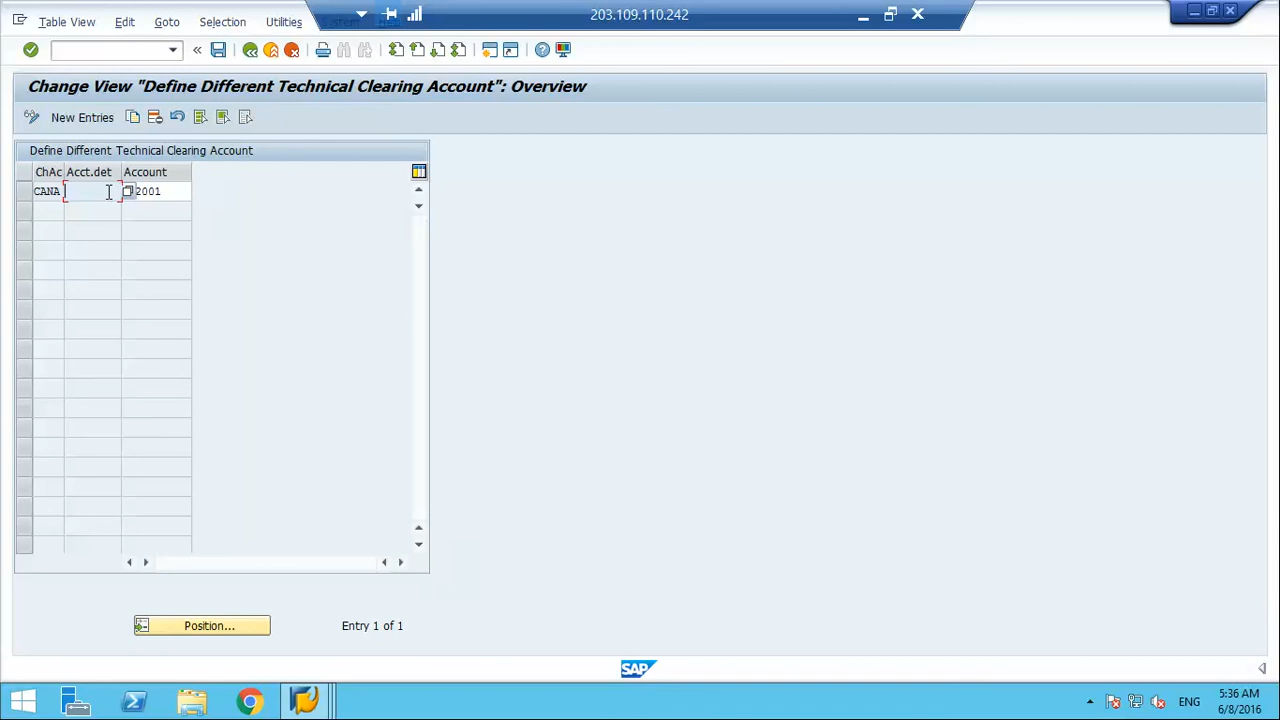 203.109.110.242
Table View Edit Goto Selection Utilities System Help
Change View "Define Different Technical Clearing Account": Overview
New Entries
Define Different Technical Clearing Account
ChAc Acct.det Account
CANA 2001
Position... Entry 1 of 1
SAP
ENG
5:36 AM
6/8/2016